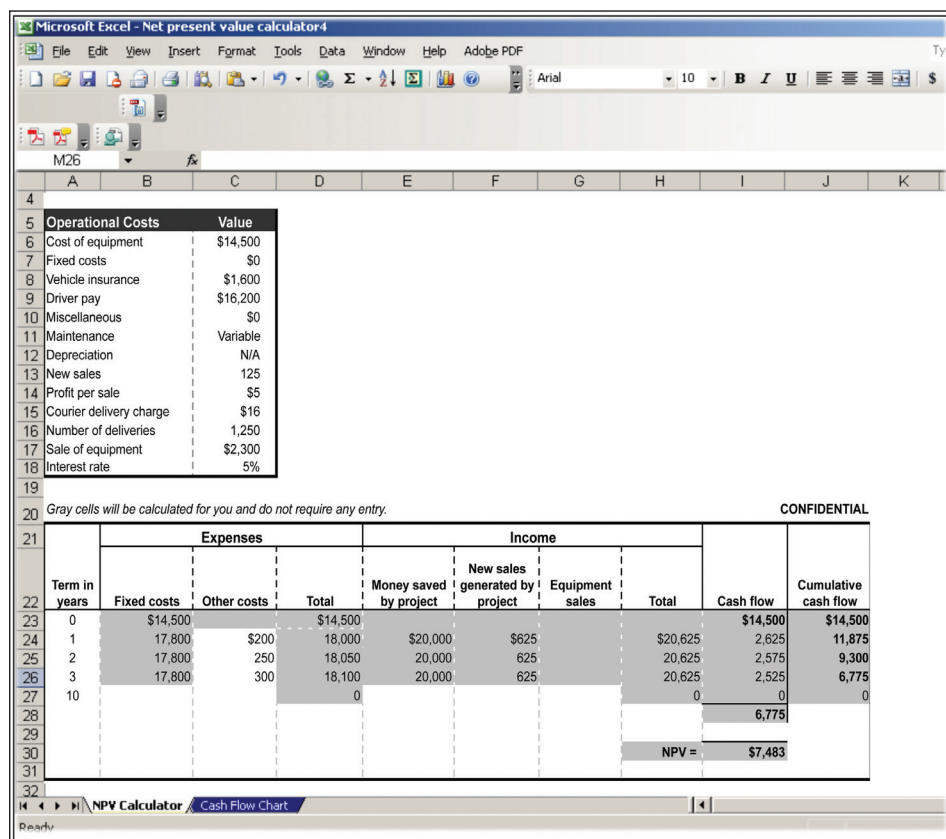 Microsoft Excel - Net present value calculator4
File Edit View Insert Format Tools Data Window Help Adobe PDF Ty
Arial 10 B I U $
M26 fx
A B C D E F G H I J K
4
5 Operational Costs Value
6 Cost of equipment $14,500
7 Fixed costs $0
8 Vehicle insurance $1,600
9 Driver pay $16,200
10 Miscellaneous $0
11 Maintenance Variable
12 Depreciation N/A
13 New sales 125
14 Profit per sale $5
15 Courier delivery charge $16
16 Number of deliveries 1,250
17 Sale of equipment $2,300
18 Interest rate 5%
19
20 Gray cells will be calculated for you and do not require any entry. CONFIDENTIAL
21 Expenses Income
New sales
Term in Money saved generated by Equipment Cumulative
22 years Fixed costs Other costs Total by project project sales Total Cash flow cash flow
23 0 $14,500 $14,500 $14,500 $14,500
24 1 17,800 $200 18,000 $20,000 $625 $20,625 2,625 11,875
25 2 17,800 250 18,050 20,000 625 20,625 2,575 9,300
26 3 17,800 300 18,100 20,000 625 20,625 2,525 6,775
27 10 0 0 0 0
28 6,775
29
30 NPV = $7,483
31
32
NPV Calculator Cash Flow Chart
Ready